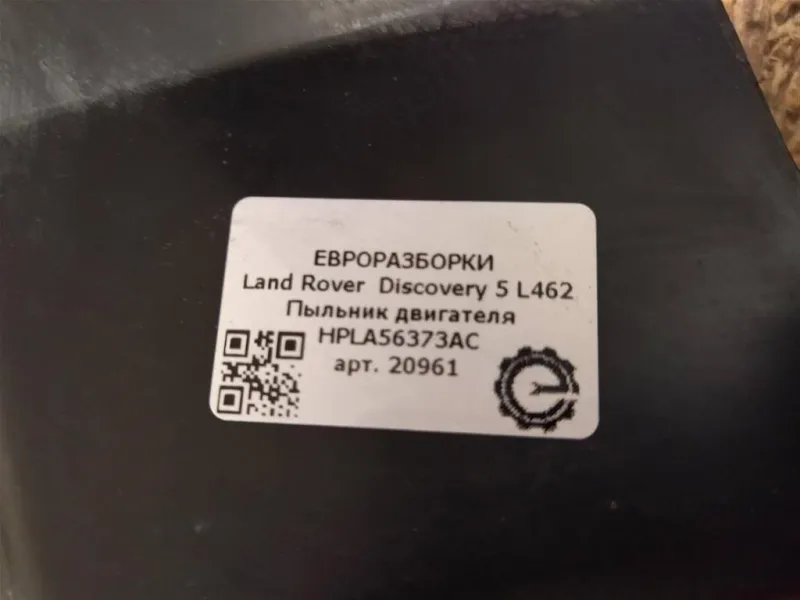 ЕВРОРАЗБОРКИ
Land Rover Discovery 5 L462
Пыльник двигателя
HPLA56373AC
арт. 20961